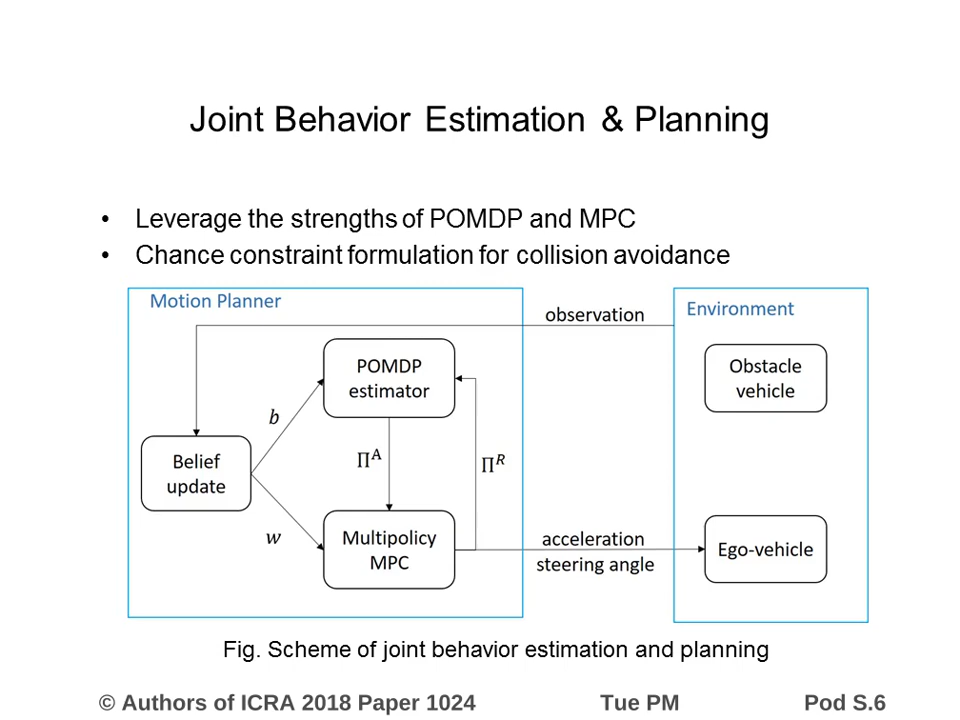 Joint Behavior Estimation & Planning
• Leverage the strengths of POMDP and MPC
• Chance constraint formulation for collision avoidance
Motion Planner
observation
Environment
POMDP
estimator
Obstacle
vehicle
b
Belief
update
Π^A
Π^R
w
Multipolicy
MPC
acceleration
steering angle
Ego-vehicle
Fig. Scheme of joint behavior estimation and planning
© Authors of ICRA 2018 Paper 1024 Tue PM Pod S.6